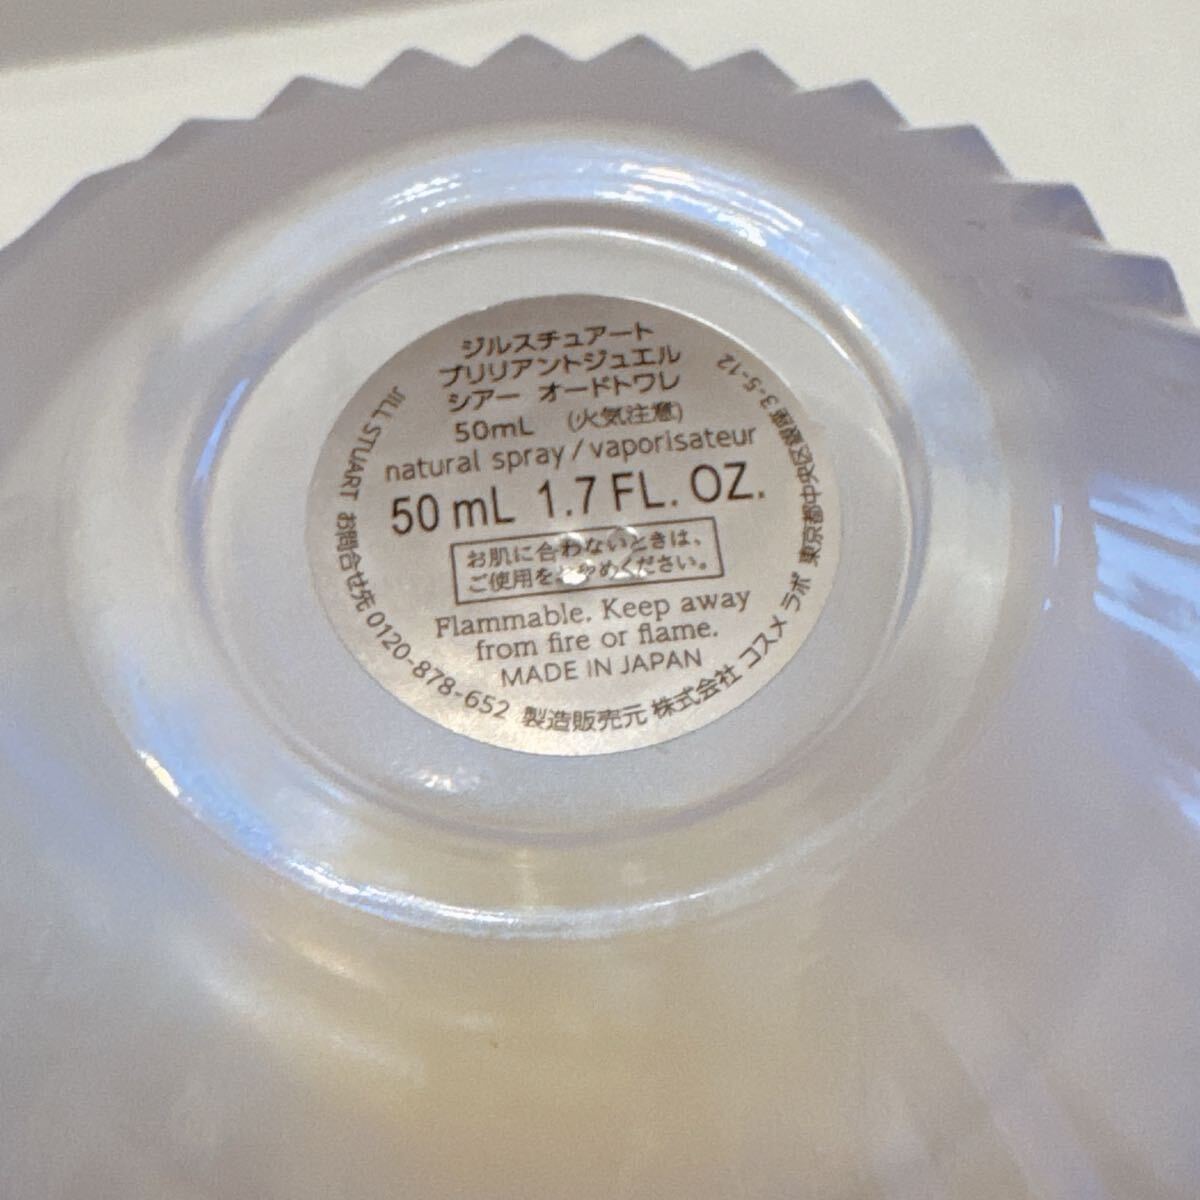 ジルスチュアート
ブリリアントジュエル
シアー オードトワレ
50mL (火気注意)
natural spray/vaporisateur
50 mL 1.7 FL. OZ.
お肌に合わないときは、
ご使用をおやめください。
Flammable. Keep away
from fire or flame.
MADE IN JAPAN
JILL STUART お問合せ先 0120-878-652 製造販売元 株式会社 コスメ ラボ 東京都中央区銀座 3-5-12